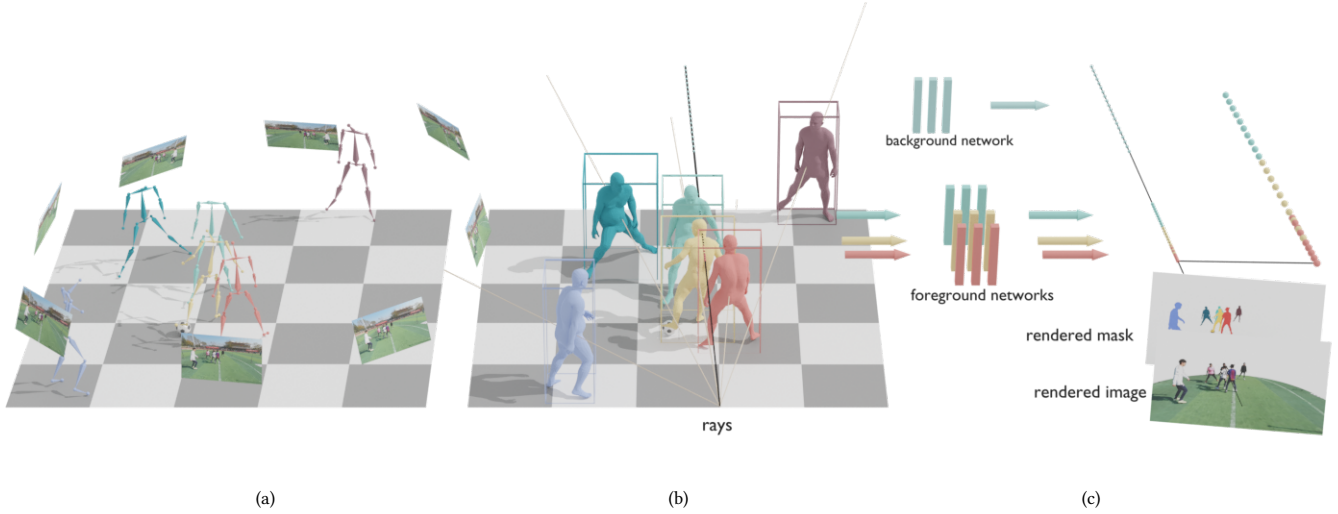 background network
foreground networks
rendered mask
rendered image
rays
(a)
(b)
(c)